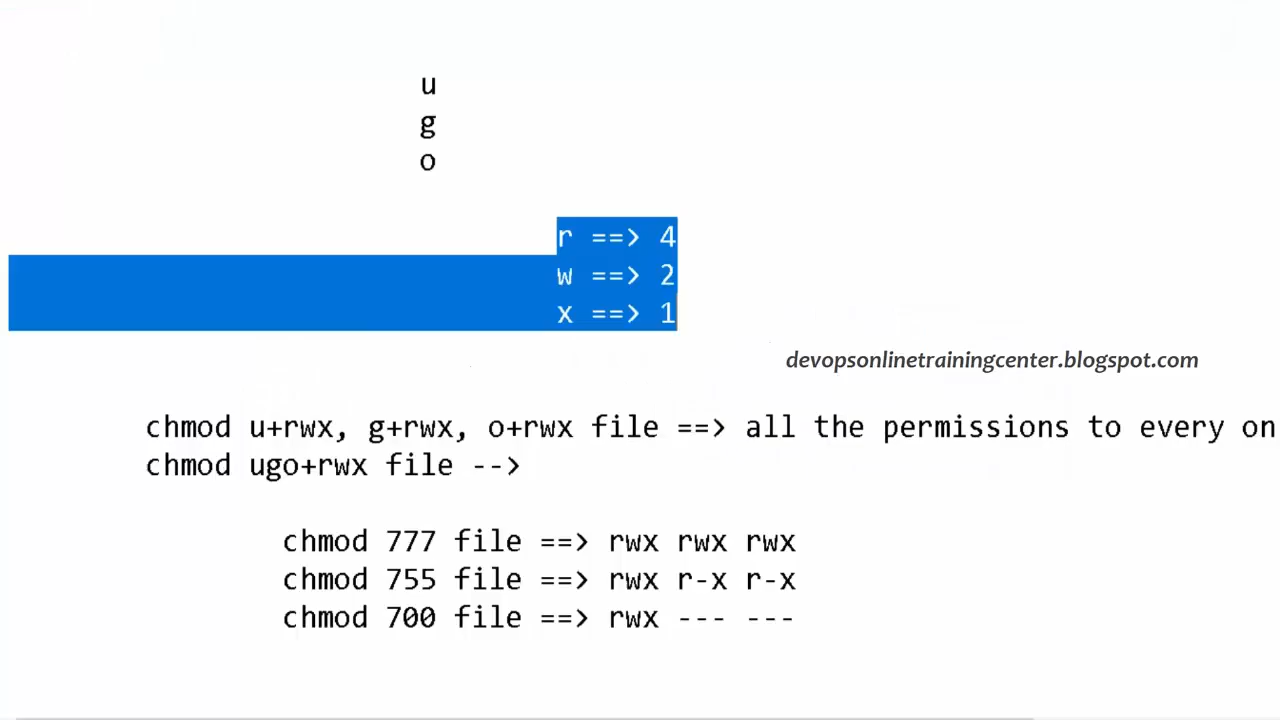 u
g
o
r ==> 4
w ==> 2
x ==> 1
devopsonlinetrainingcenter.blogspot.com
chmod u+rwx, g+rwx, o+rwx file ==> all the permissions to every on
chmod ugo+rwx file -->
chmod 777 file ==> rwx rwx rwx
chmod 755 file ==> rwx r-x r-x
chmod 700 file ==> rwx --- ---